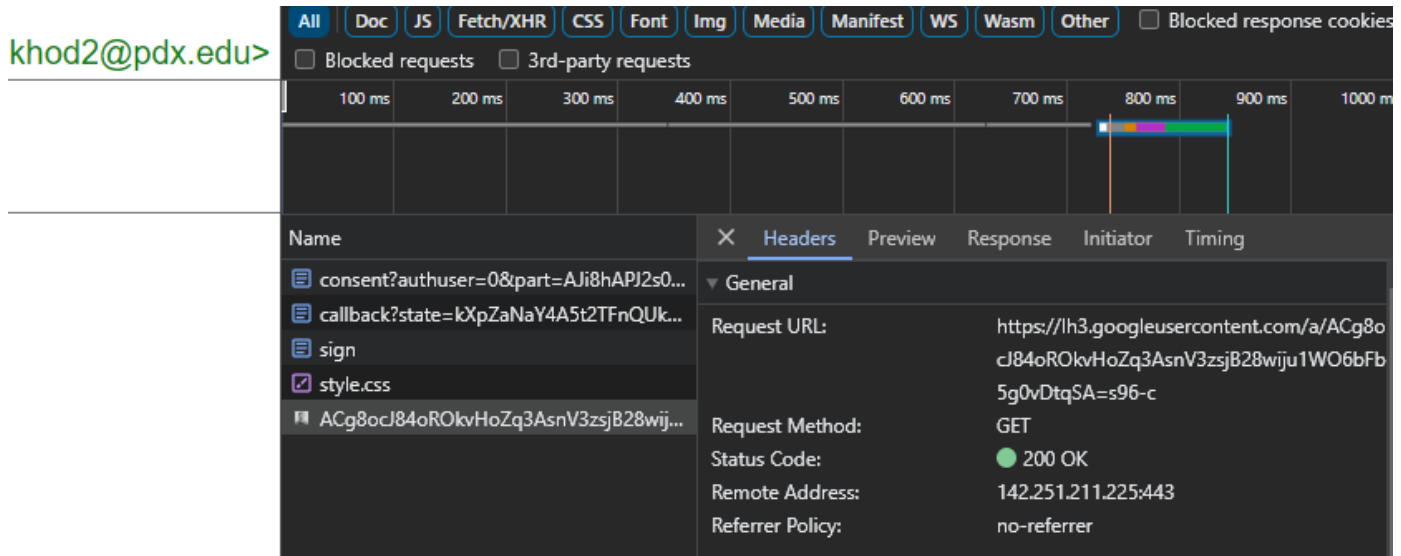 khod2@pdx.edu>
All Doc JS Fetch/XHR CSS Font Img Media Manifest WS Wasm Other Blocked response cookies
Blocked requests 3rd-party requests
100 ms 200 ms 300 ms 400 ms 500 ms 600 ms 700 ms 800 ms 900 ms 1000 m
Name
consent?authuser=0&part=AJi8hAPJ2s0...
callback?state=kXpZaNaY4A5t2TFnQUk...
sign
style.css
ACg8ocJ84oROkvHoZq3AsnV3zsjB28wij...
Headers Preview Response Initiator Timing
General
Request URL: https://lh3.googleusercontent.com/a/ACg8o
cJ84oROkvHoZq3AsnV3zsjB28wiju1WO6bFb
5g0vDtqSA=s96-c
Request Method: GET
Status Code: 200 OK
Remote Address: 142.251.211.225:443
Referrer Policy: no-referrer